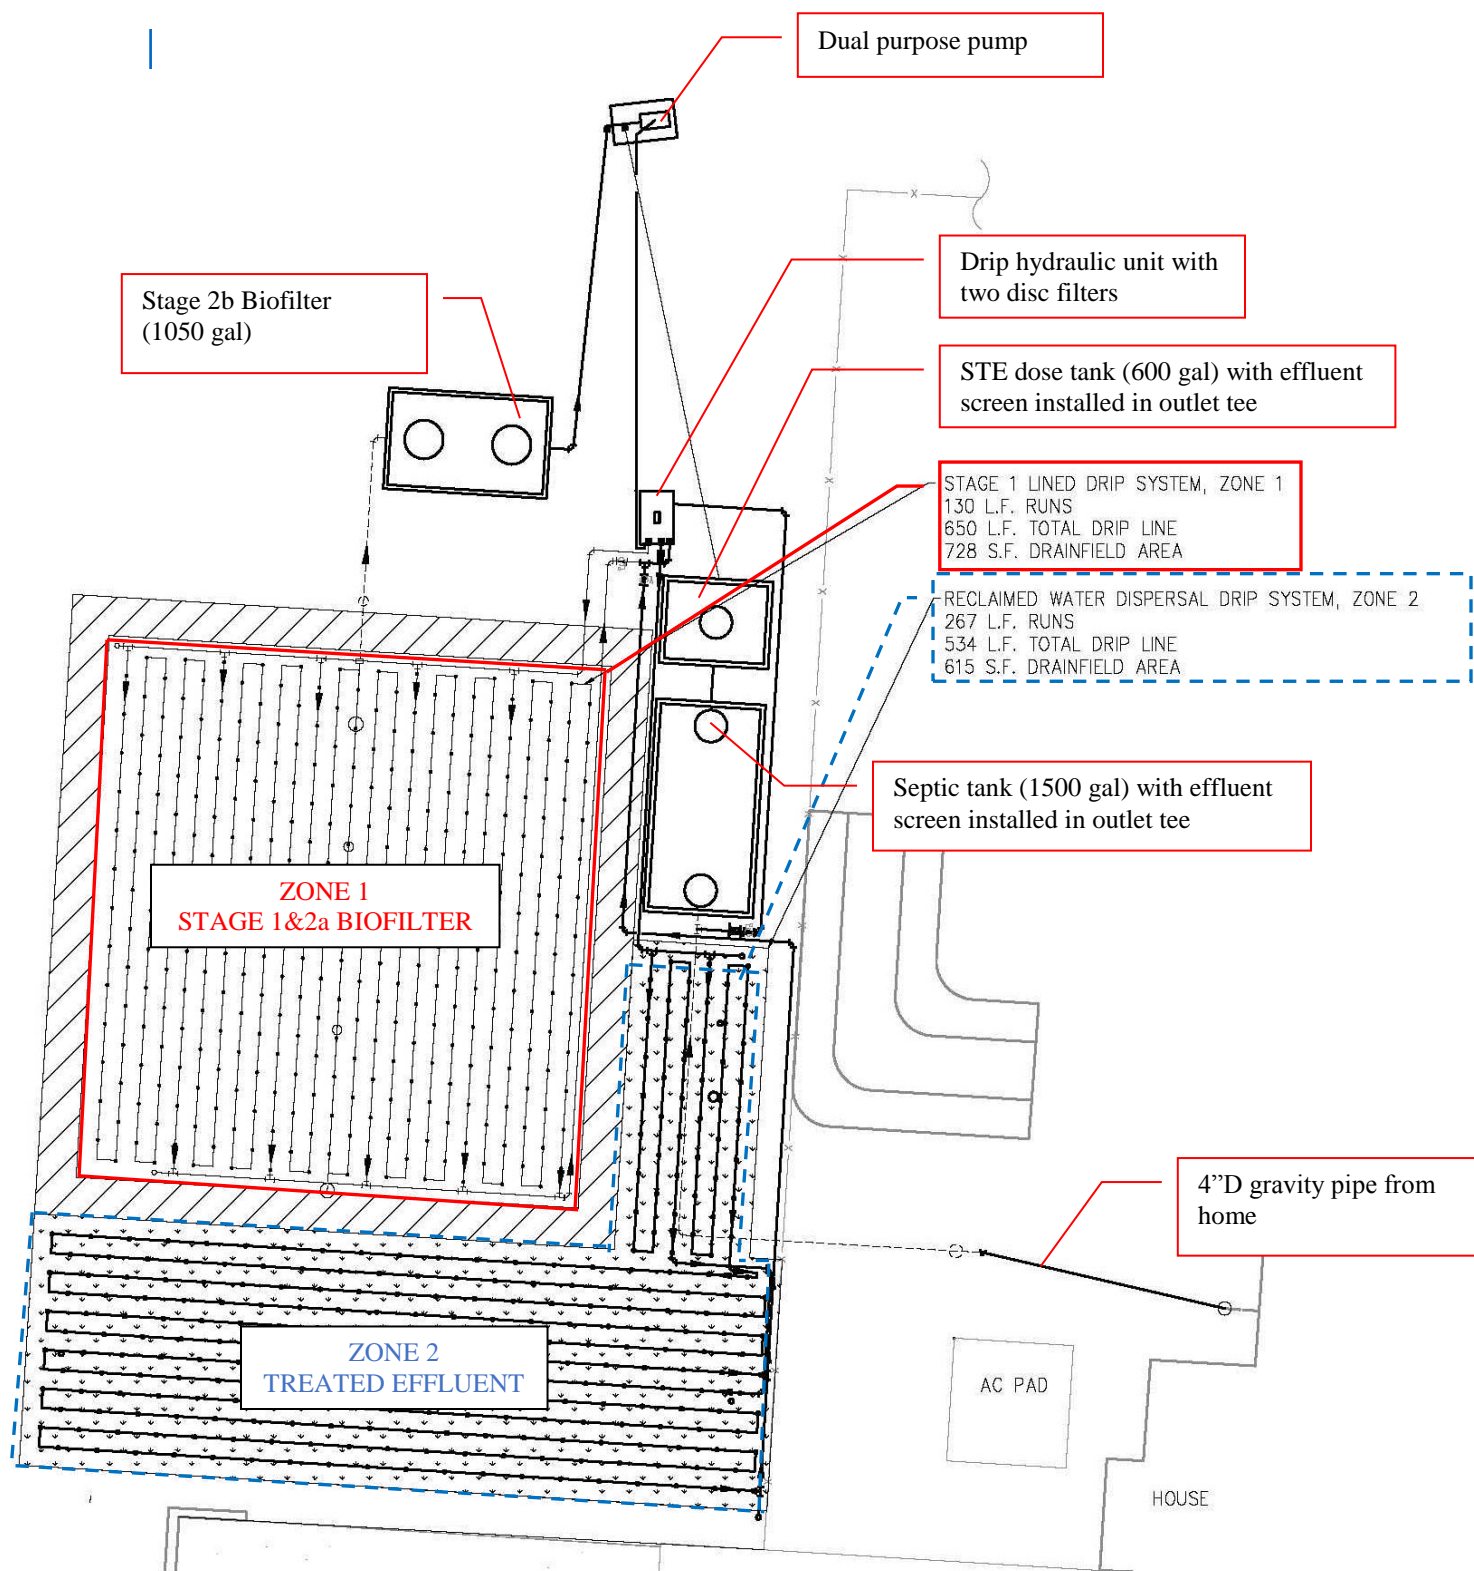 Dual purpose pump
Drip hydraulic unit with
two disc filters
Stage 2b Biofilter
(1050 gal)
STE dose tank (600 gal) with effluent
screen installed in outlet tee
STAGE 1 LINED DRIP SYSTEM, ZONE 1
130 L.F. RUNS
650 L.F. TOTAL DRIP LINE
728 S.F. DRAINFIELD AREA
RECLAIMED WATER DISPERSAL DRIP SYSTEM, ZONE 2
267 L.F. RUNS
534 L.F. TOTAL DRIP LINE
615 S.F. DRAINFIELD AREA
Septic tank (1500 gal) with effluent
screen installed in outlet tee
ZONE 1
STAGE 1&2a BIOFILTER
4”D gravity pipe from
home
ZONE 2
TREATED EFFLUENT
AC PAD
HOUSE